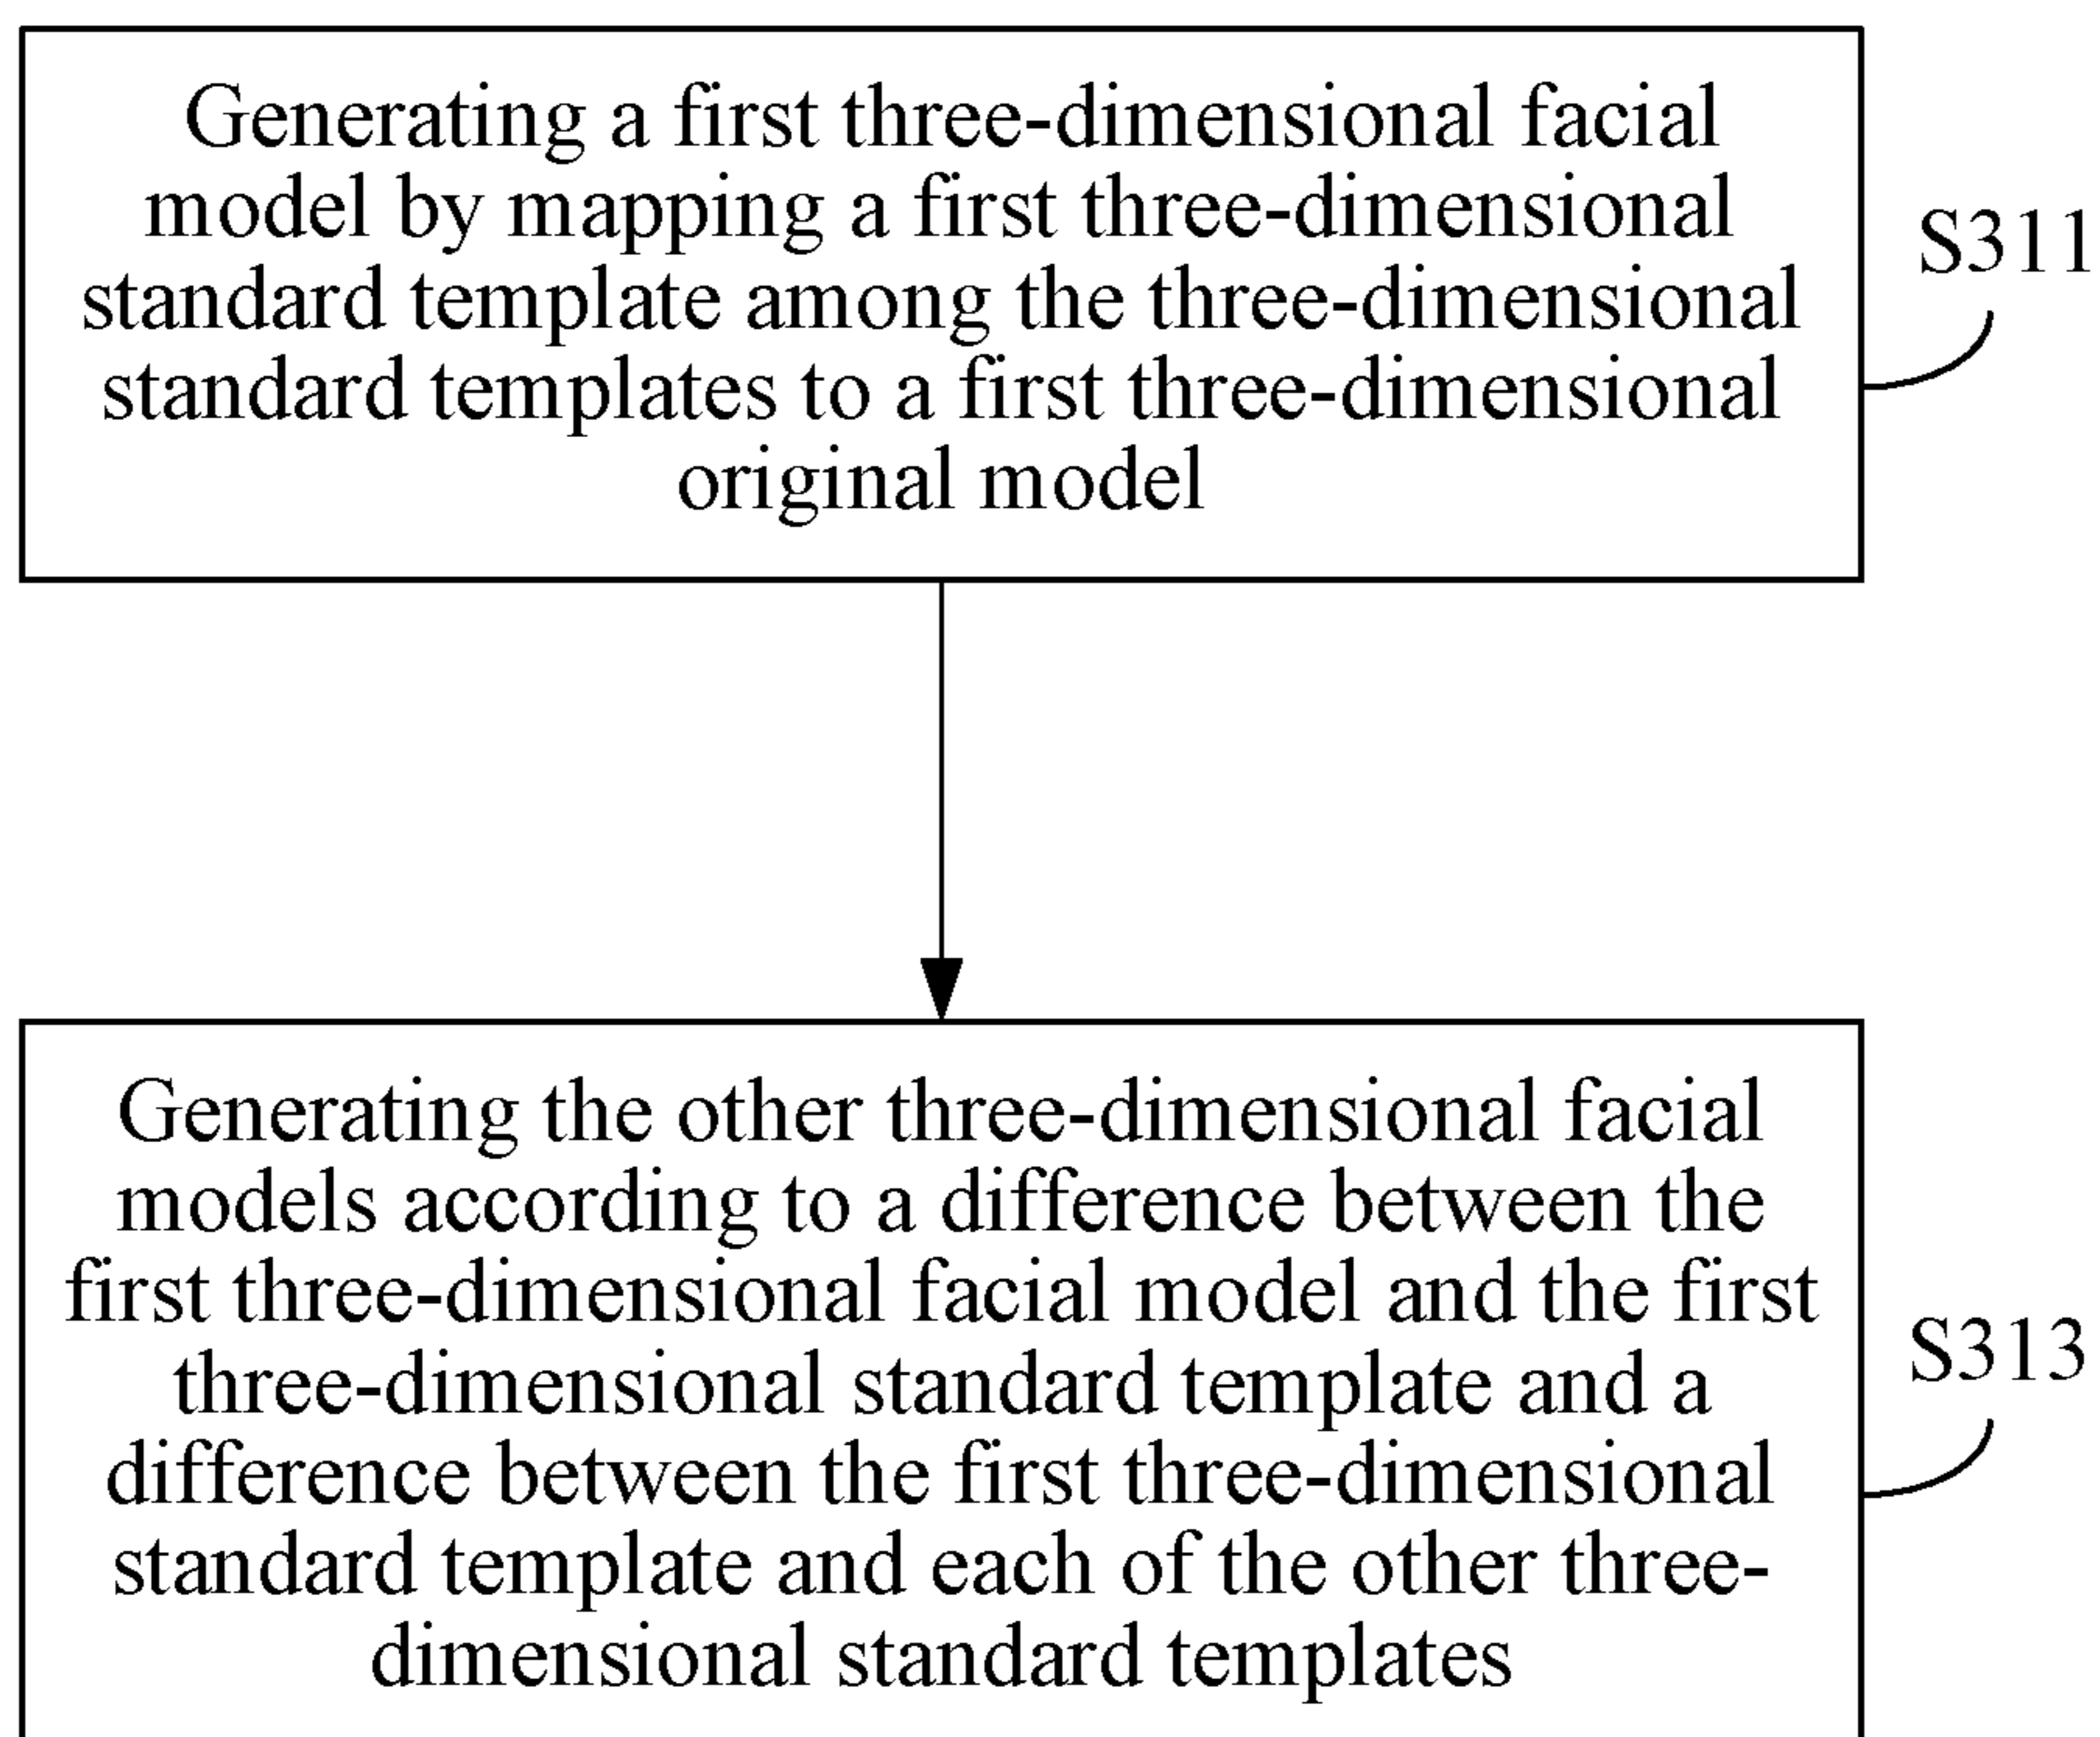 Generating a first three-dimensional facial
model by mapping a first three-dimensional
standard template among the three-dimensional
standard templates to a first three-dimensional
original model
S311
Generating the other three-dimensional facial
models according to a difference between the
first three-dimensional facial model and the first
three-dimensional standard template and a
difference between the first three-dimensional
standard template and each of the other three-
dimensional standard templates
S313